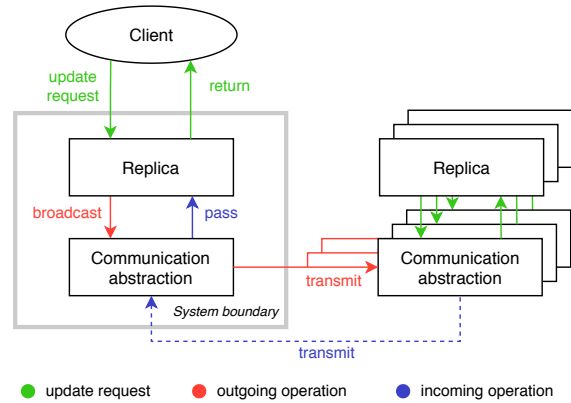 Client
update
request
return
Replica
Replica
broadcast
pass
Communication
abstraction
transmit
Communication
abstraction
System boundary
transmit
update request
outgoing operation
incoming operation